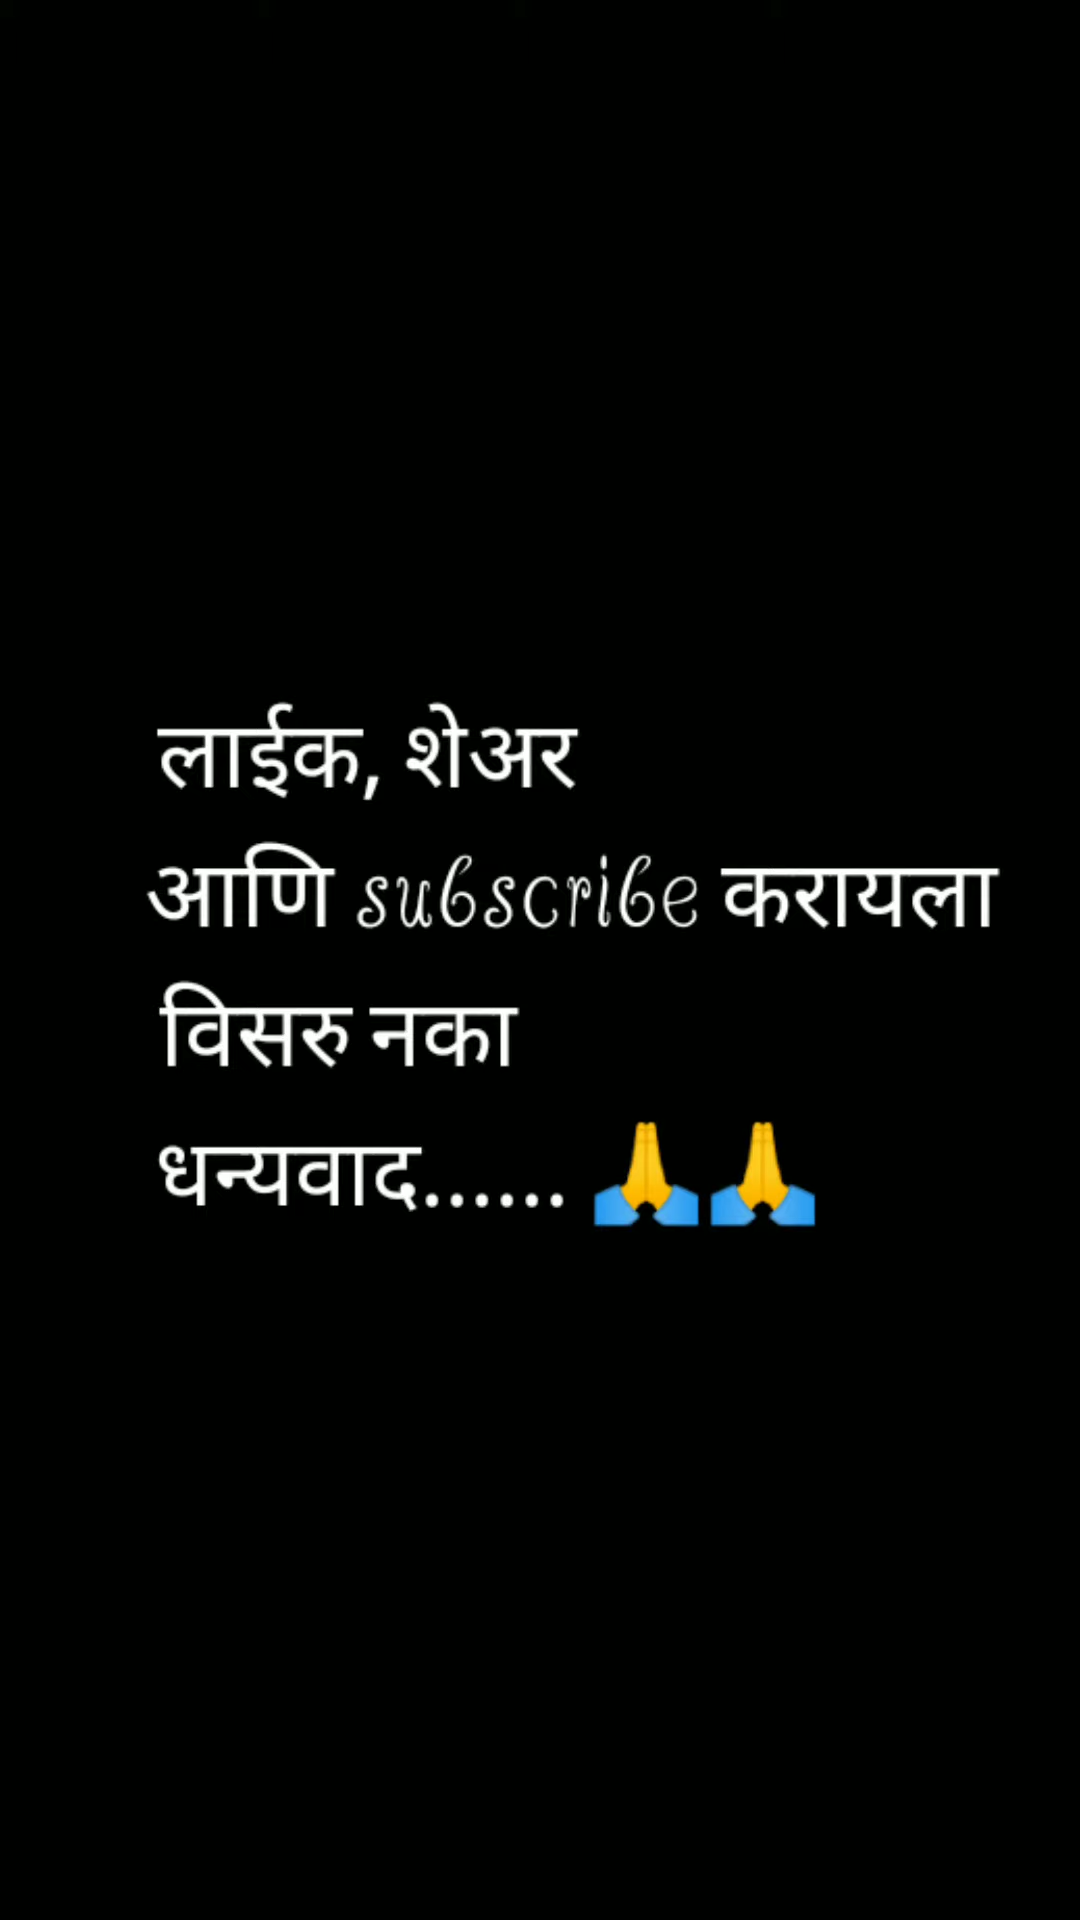 लाईक, शेअर
आणि subscribe करायला
विसरु नका
धन्यवाद...... 🙏🙏